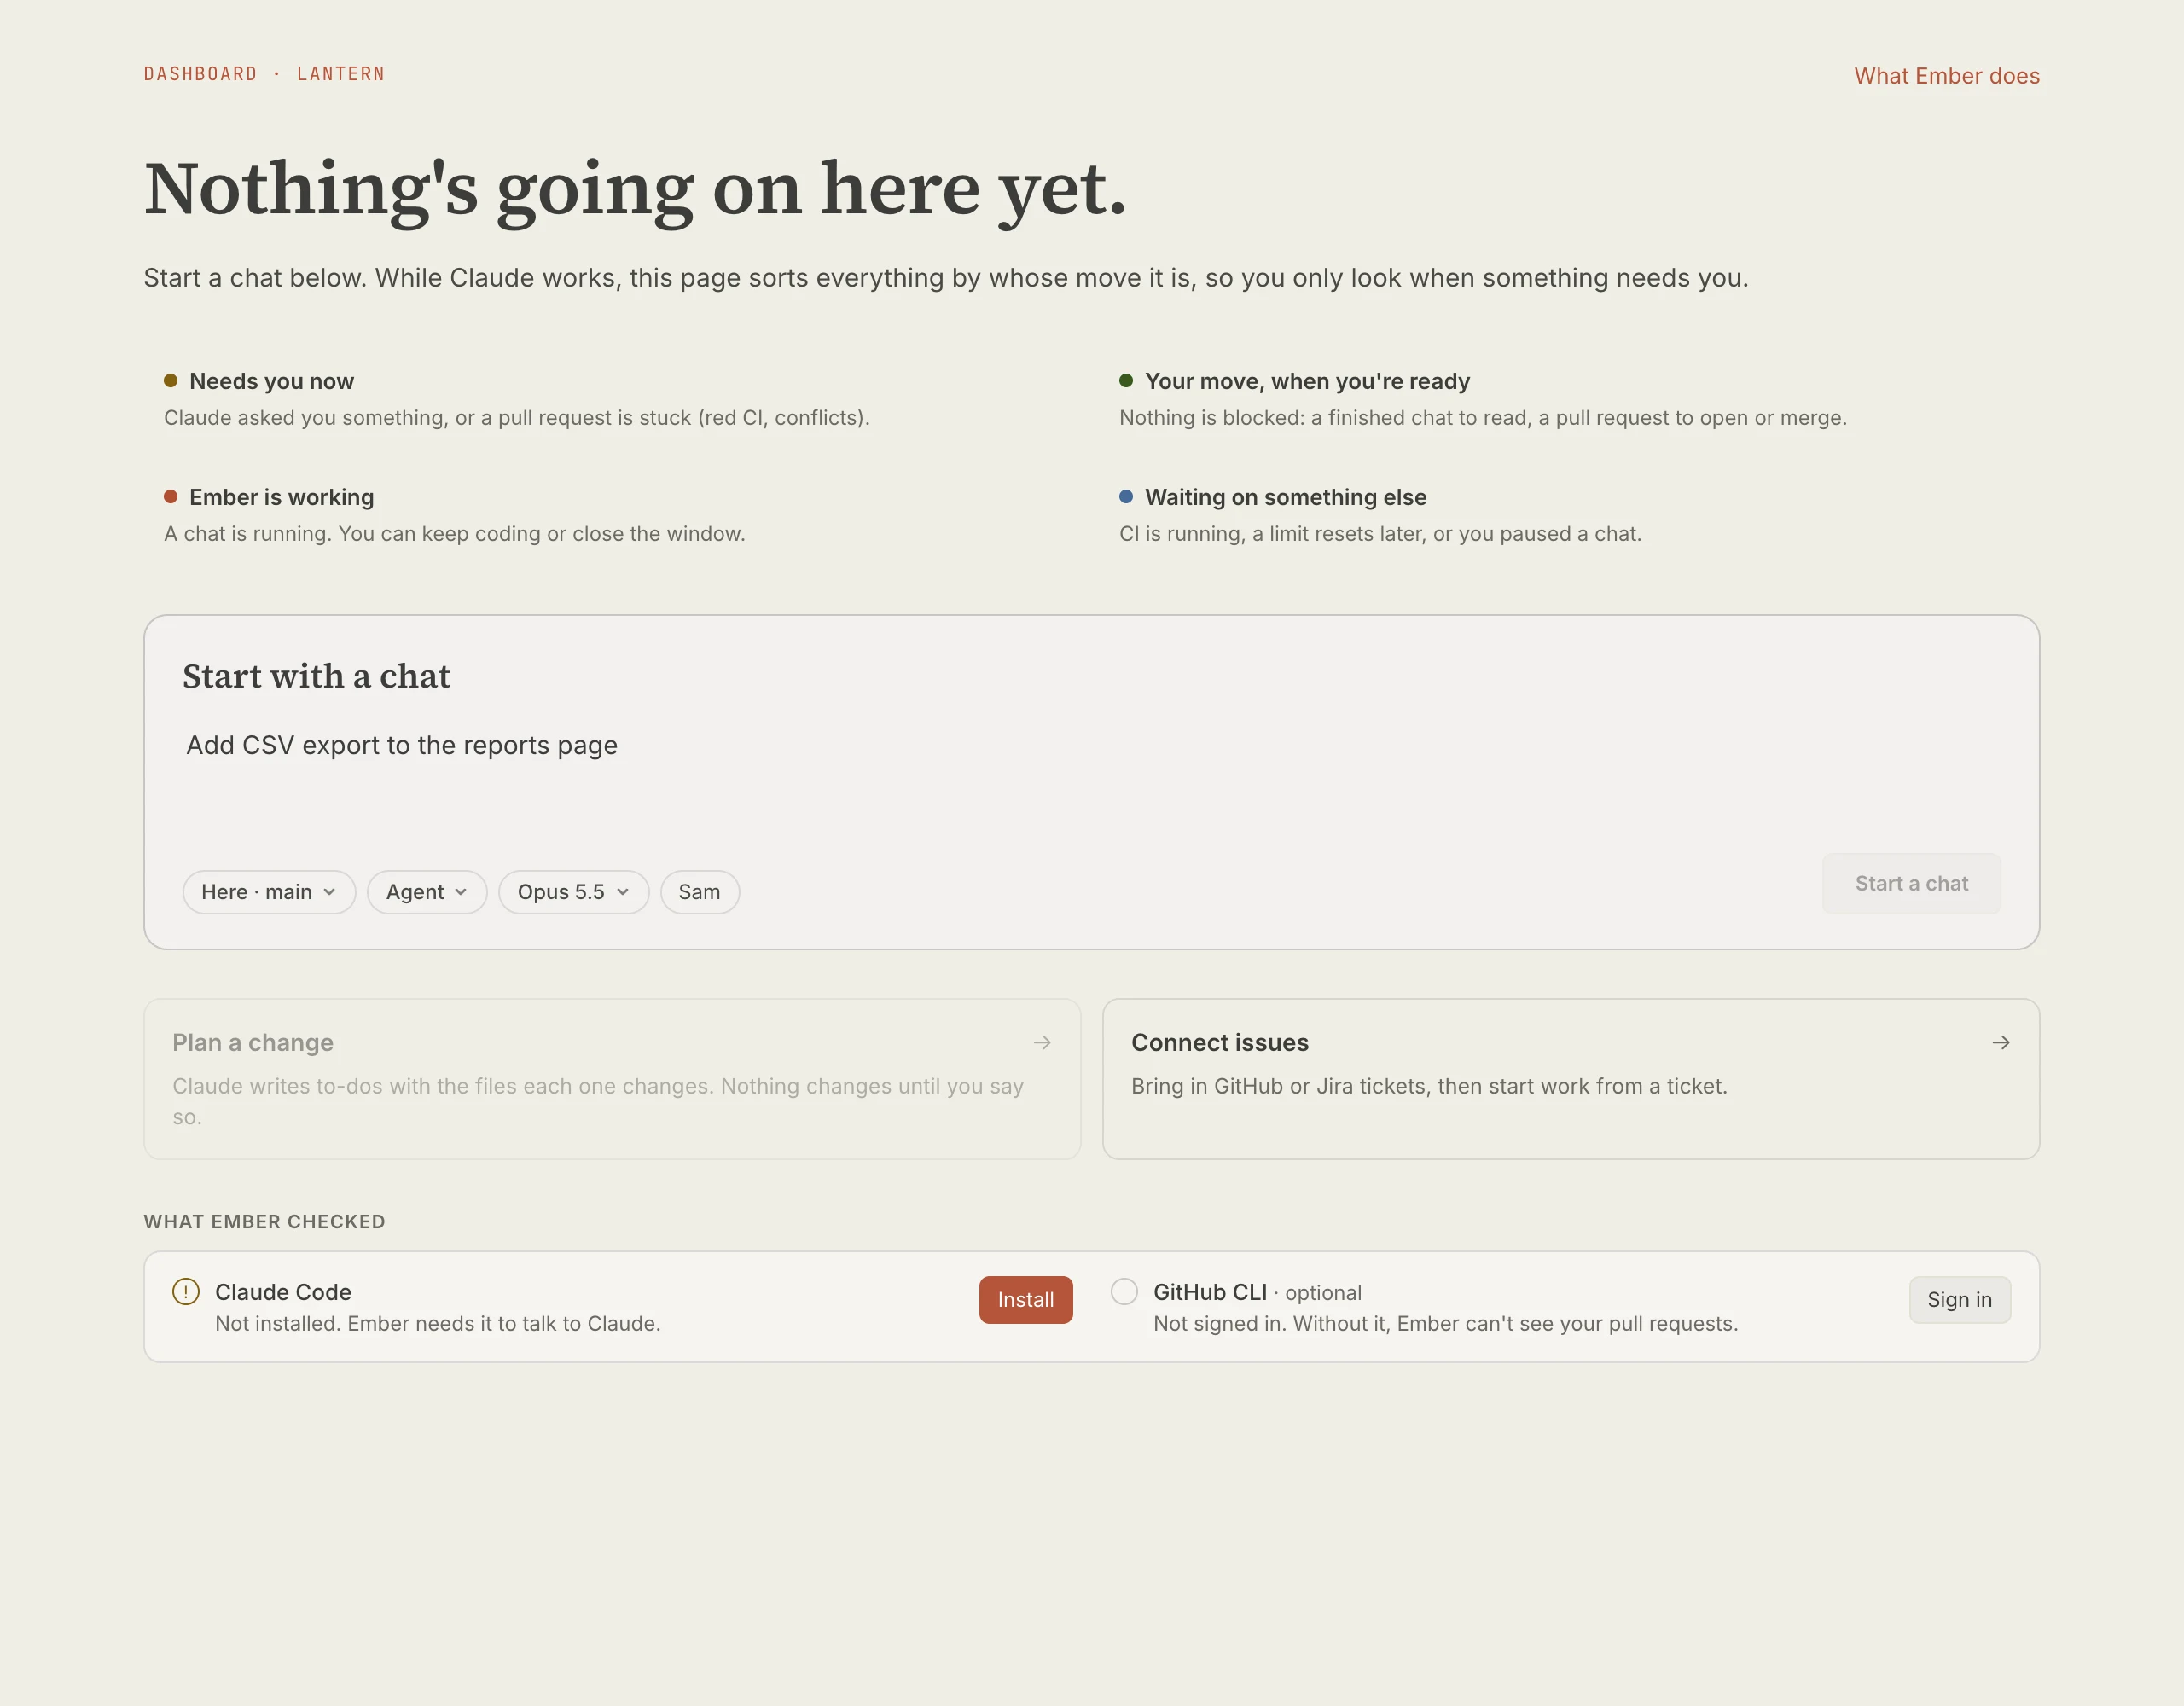 DASHBOARD · LANTERN
What Ember does
Nothing's going on here yet.
Start a chat below. While Claude works, this page sorts everything by whose move it is, so you only look when something needs you.
Needs you now
Claude asked you something, or a pull request is stuck (red CI, conflicts).
Your move, when you're ready
Nothing is blocked: a finished chat to read, a pull request to open or merge.
Ember is working
A chat is running. You can keep coding or close the window.
Waiting on something else
CI is running, a limit resets later, or you paused a chat.
Start with a chat
Add CSV export to the reports page
Here · main
Agent
Opus 5.5
Sam
Start a chat
Plan a change
Claude writes to-dos with the files each one changes. Nothing changes until you say
so.
Connect issues
Bring in GitHub or Jira tickets, then start work from a ticket.
WHAT EMBER CHECKED
Claude Code
Not installed. Ember needs it to talk to Claude.
Install
GitHub CLI · optional
Not signed in. Without it, Ember can't see your pull requests.
Sign in